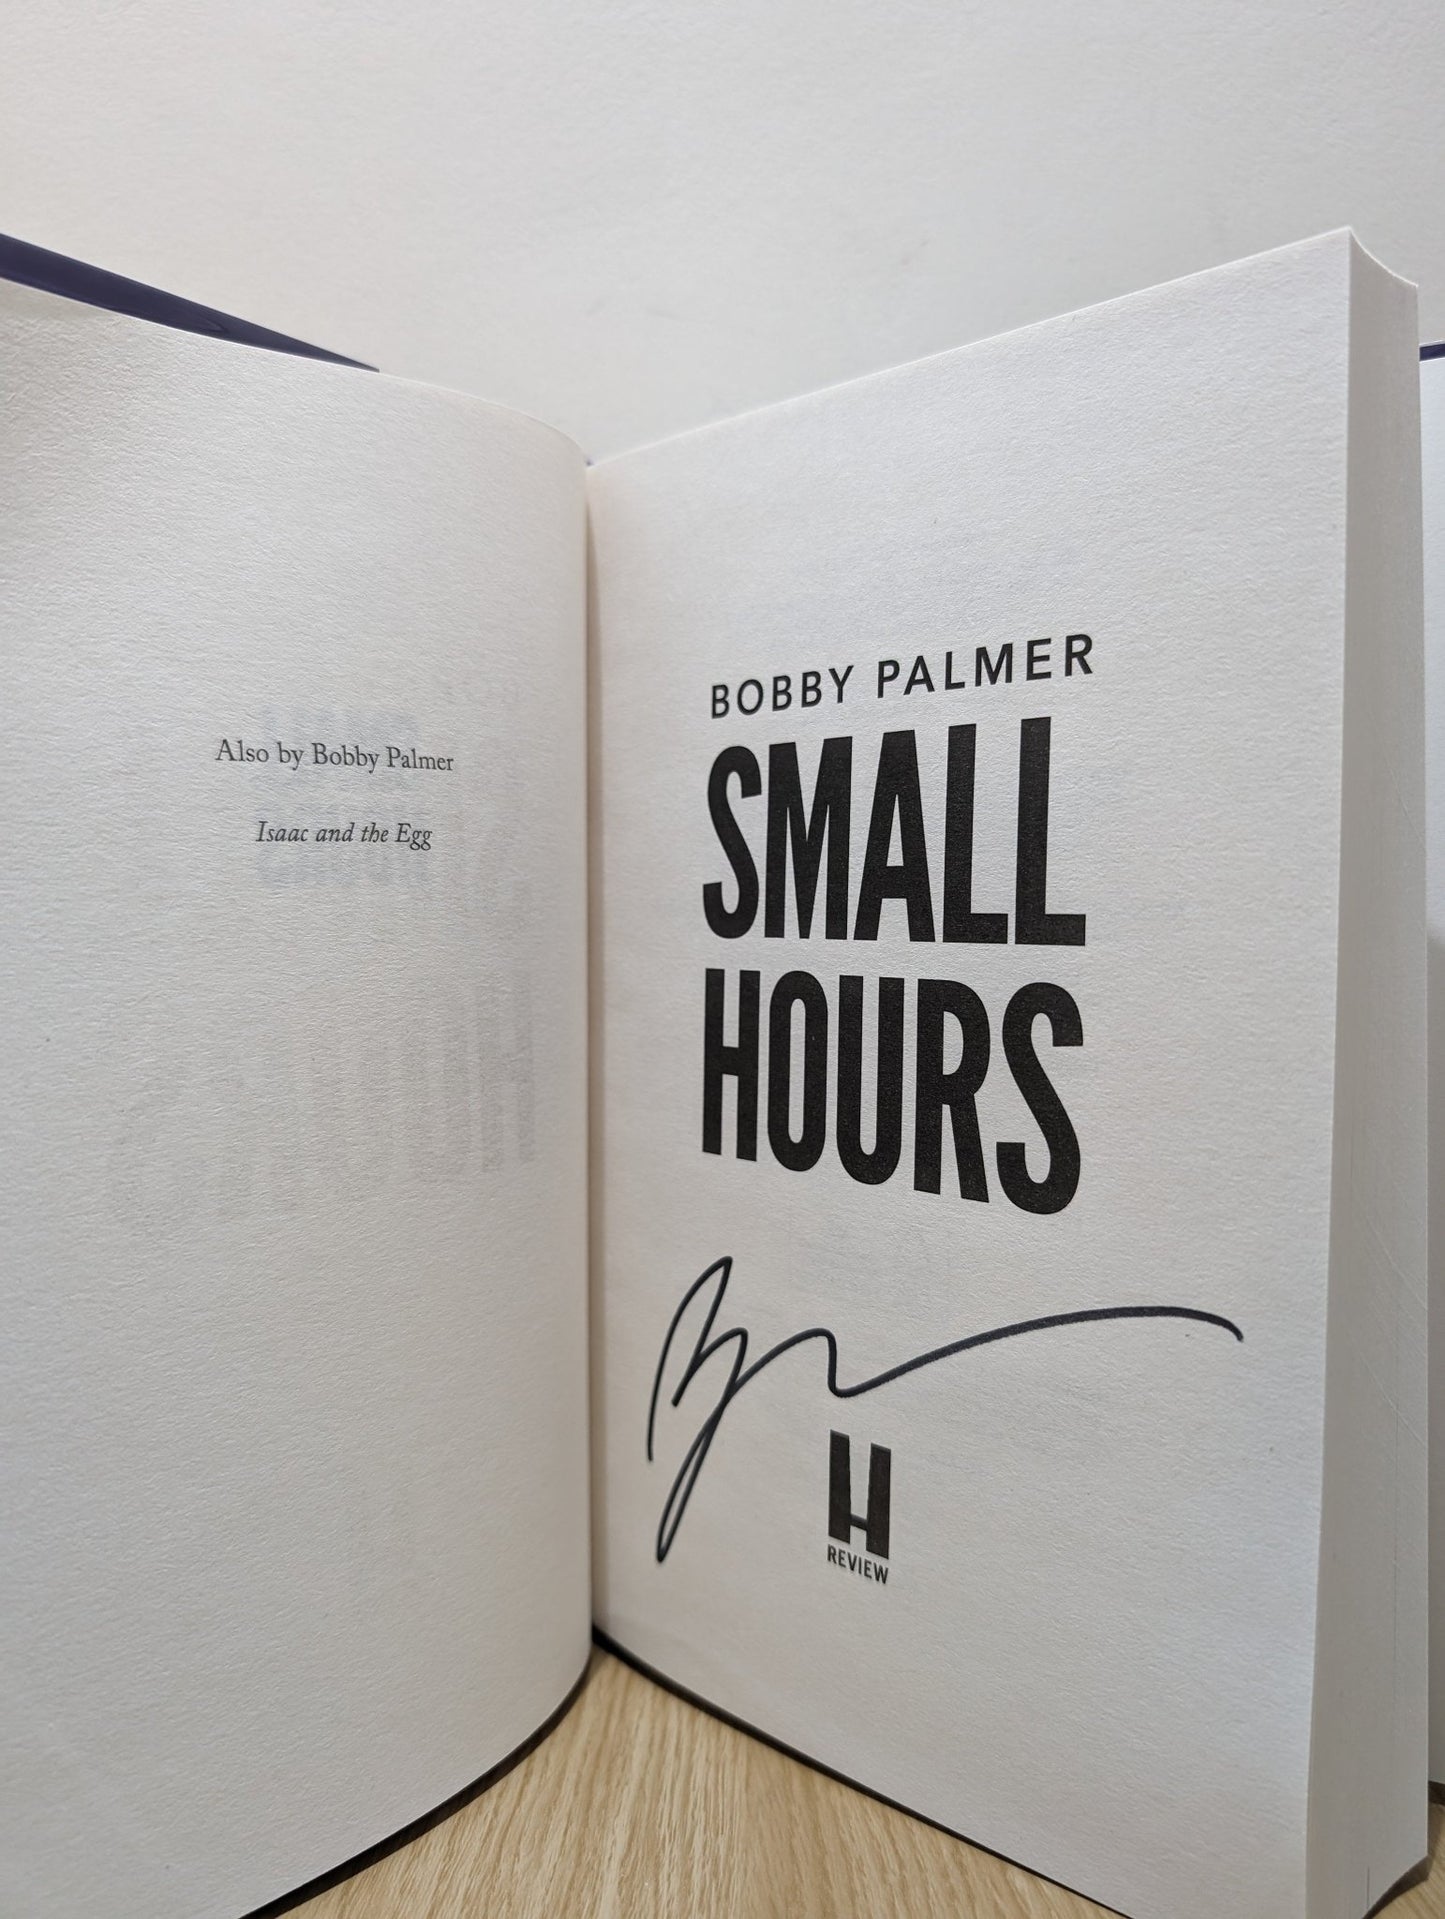 Also by Bobby Palmer
Isaac and the Egg
BOBBY PALMER
SMALL
HOURS
H
REVIEW